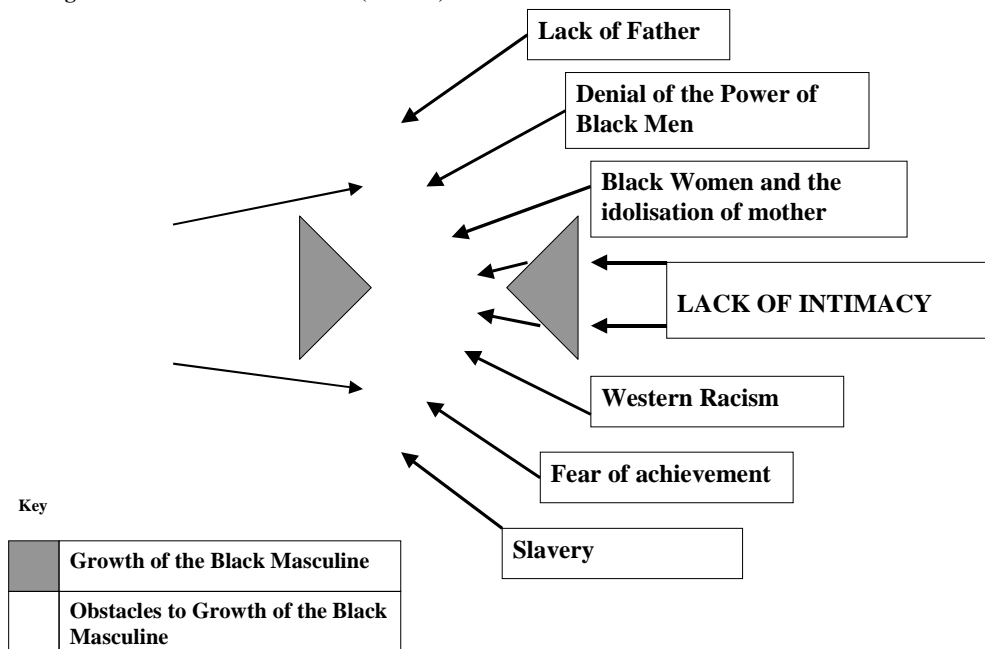 Lack of Father
Denial of the Power of
Black Men
Black Women and the
idolisation of mother
LACK OF INTIMACY
Western Racism
Fear of achievement
Slavery
Key
Growth of the Black Masculine
Obstacles to Growth of the Black
Masculine